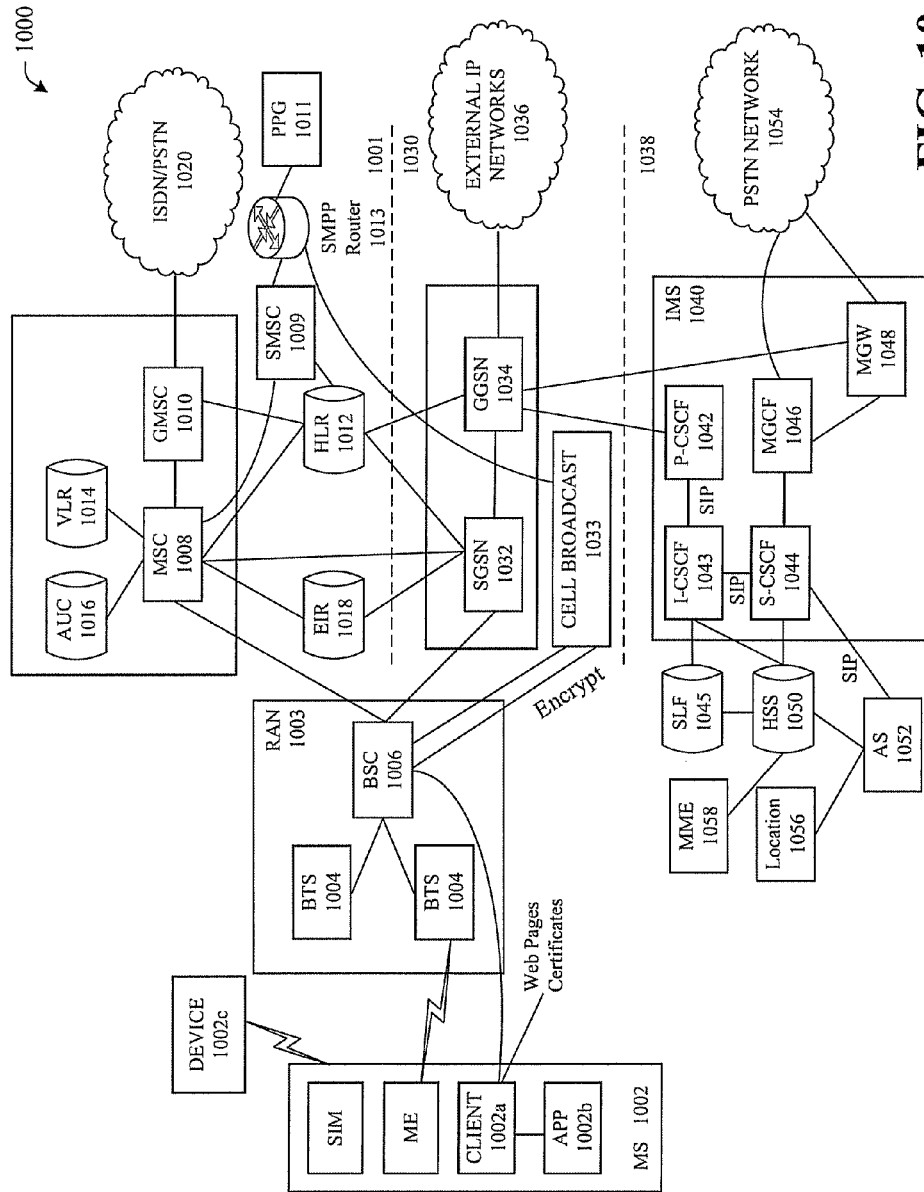 1000
ISDN/PSTN
1020
PPG
1011
SMPP
Router
1013
VLR
1014
AUC
1016
GMSC
1010
MSC
1008
SMSC
1009
HLR
1012
EIR
1018
1001
1030
EXTERNAL IP
NETWORKS
1036
GGSN
1034
SGSN
1032
CELL BROADCAST
1033
Encrypt
1038
RAN
1003
BSC
1006
BTS
1004
BTS
1004
DEVICE
1002c
SIM
ME
CLIENT
1002a
APP
1002b
MS 1002
Web Pages
Certificates
PSTN NETWORK
1054
IMS
1040
P-CSCF
1042
MGCF
1046
MGW
1048
SIP
I-CSCF
1043
SIP
S-CSCF
1044
SLF
1045
HSS
1050
SIP
AS
1052
MME
1058
Location
1056
FIG. 10